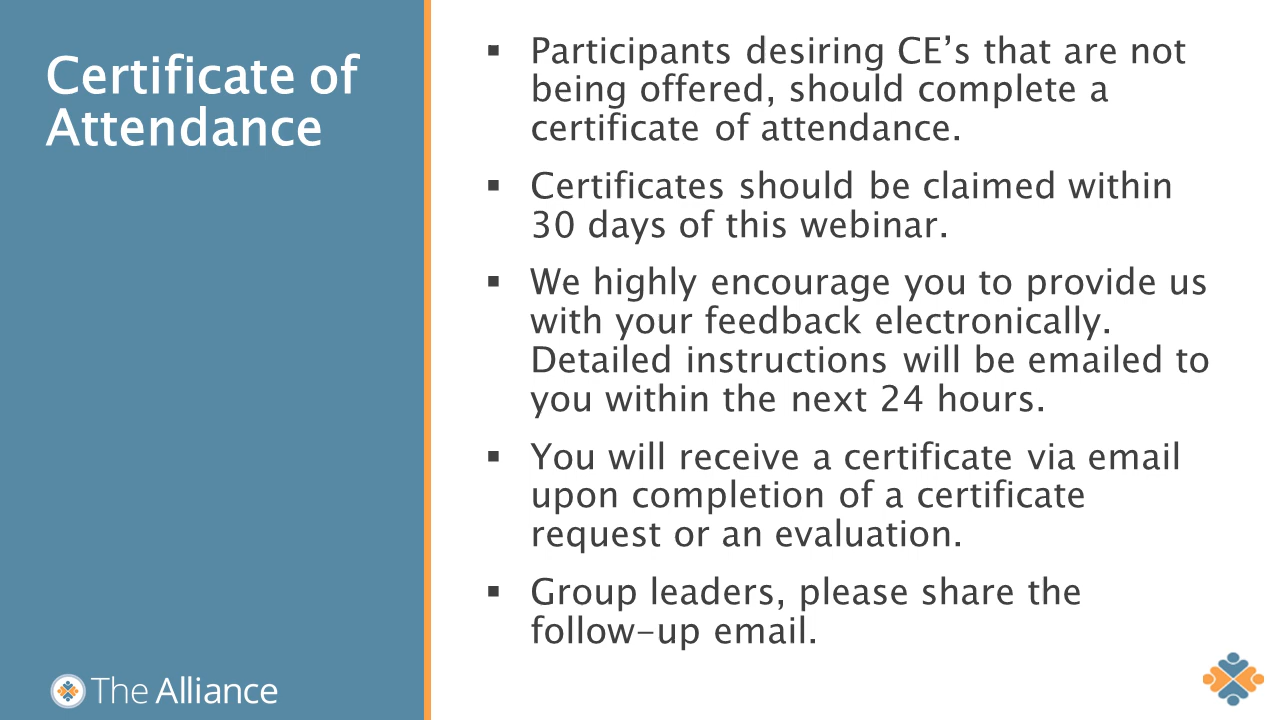 Certificate of
Attendance
▪ Participants desiring CE’s that are not
being offered, should complete a
certificate of attendance.
▪ Certificates should be claimed within
30 days of this webinar.
▪ We highly encourage you to provide us
with your feedback electronically.
Detailed instructions will be emailed to
you within the next 24 hours.
▪ You will receive a certificate via email
upon completion of a certificate
request or an evaluation.
▪ Group leaders, please share the
follow-up email.
The Alliance